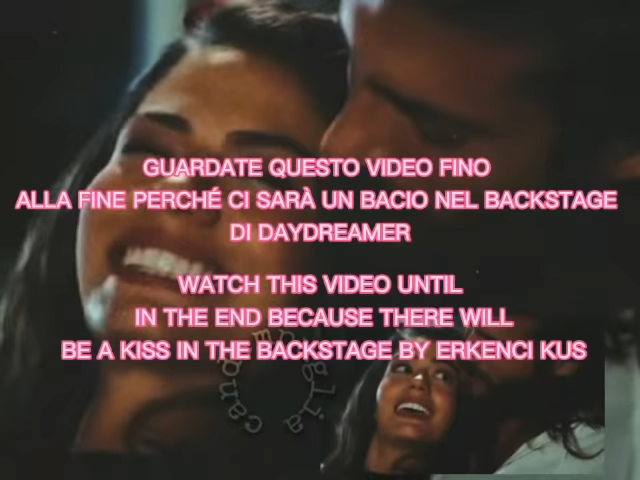 GUARDATE QUESTO VIDEO FINO
ALLA FINE PERCHÉ CI SARÀ UN BACIO NEL BACKSTAGE
DI DAYDREAMER
WATCH THIS VIDEO UNTIL
IN THE END BECAUSE THERE WILL
BE A KISS IN THE BACKSTAGE BY ERKENCI KUS